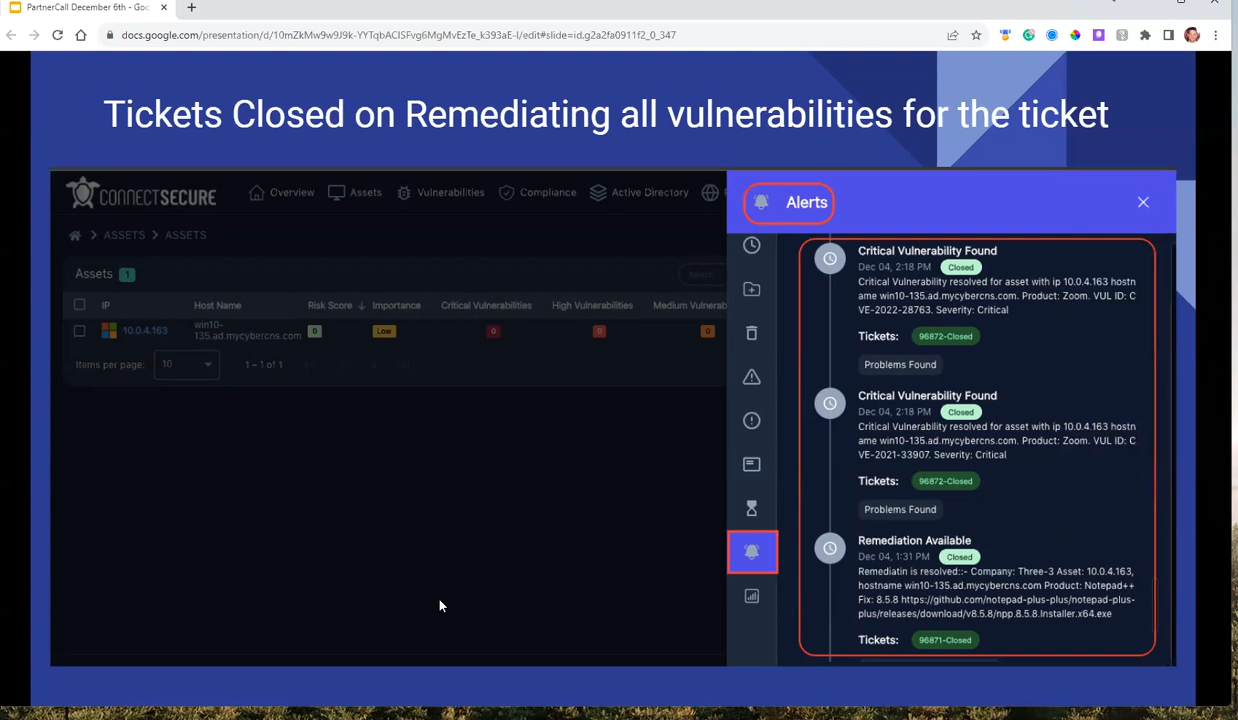 PartnerCall December 6th - Goo
docs.google.com/presentation/d/10mZkMw9w9J9k-YYTqbACISFvg6MgMvEzTe_k393aE-I/edit#slide=id.g2a2fa0911f2_0_347
Tickets Closed on Remediating all vulnerabilities for the ticket
CONNECTSECURE
Overview
Assets
Vulnerabilities
Compliance
Active Directory
ASSETS
ASSETS
Assets 1
IP Host Name Risk Score Importance Critical Vulnerabilities High Vulnerabilities Medium Vulnerab
10.0.4.163 win10-
135.ad.mycybercns.com 0 Low 0 0 0
Items per page: 10 1 – 1 of 1
Alerts
Critical Vulnerability Found
Dec 04, 2:18 PM Closed
Critical Vulnerability resolved for asset with ip 10.0.4.163 hostn
ame win10-135.ad.mycybercns.com. Product: Zoom. VUL ID: C
VE-2022-28763. Severity: Critical
Tickets: 96872-Closed
Problems Found
Critical Vulnerability Found
Dec 04, 2:18 PM Closed
Critical Vulnerability resolved for asset with ip 10.0.4.163 hostn
ame win10-135.ad.mycybercns.com. Product: Zoom. VUL ID: C
VE-2021-33907. Severity: Critical
Tickets: 96872-Closed
Problems Found
Remediation Available
Dec 04, 1:31 PM Closed
Remediatin is resolved::- Company: Three-3 Asset: 10.0.4.163,
hostname win10-135.ad.mycybercns.com Product: Notepad++
Fix: 8.5.8 https://github.com/notepad-plus-plus/notepad-plus-
plus/releases/download/v8.5.8/npp.8.5.8.Installer.x64.exe
Tickets: 96871-Closed